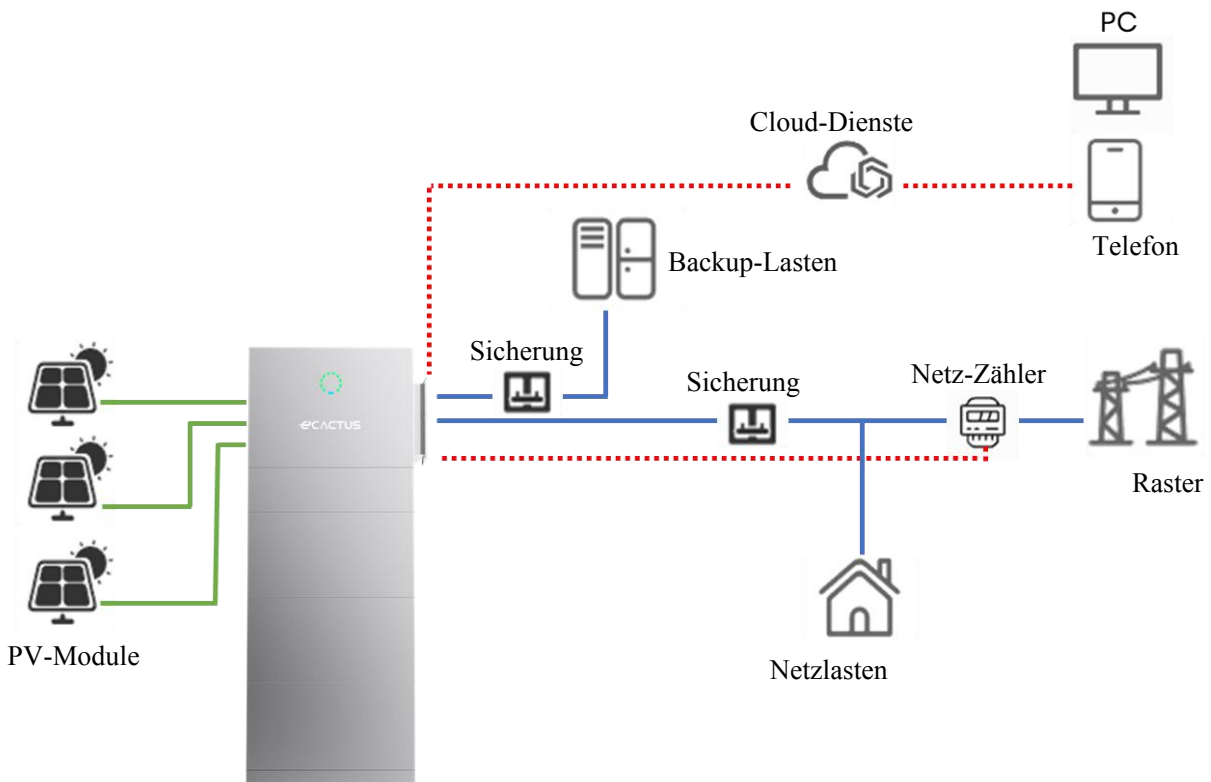 PC
Cloud-Dienste
Telefon
Backup-Lasten
Sicherung
Sicherung
Netz-Zähler
eCACTUS
Raster
PV-Module
Netzlasten